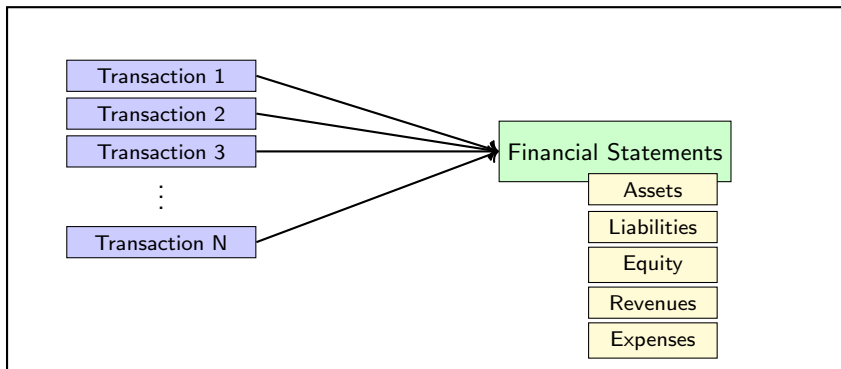 Transaction 1
Transaction 2
Transaction 3
⋮
Transaction N
Financial Statements
Assets
Liabilities
Equity
Revenues
Expenses